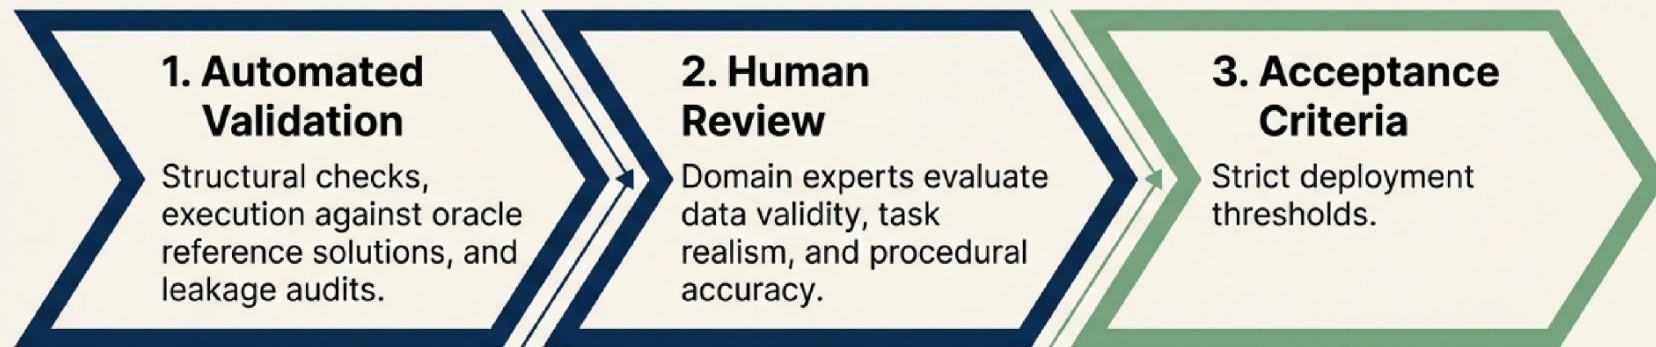 1. Automated
Validation
Structural checks,
execution against oracle
reference solutions, and
leakage audits.
2. Human
Review
Domain experts evaluate
data validity, task
realism, and procedural
accuracy.
3. Acceptance
Criteria
Strict deployment
thresholds.